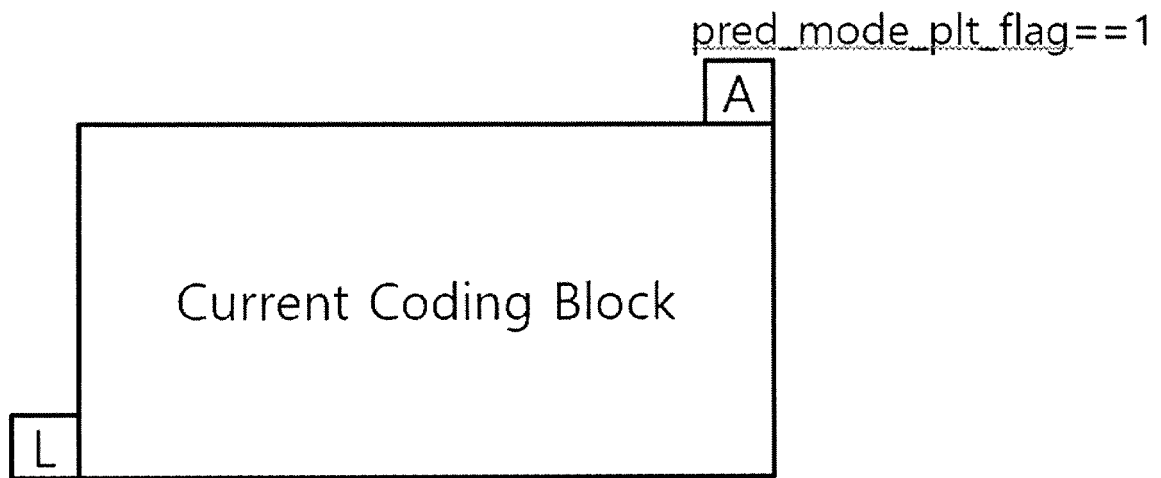 pred_mode_plt_flag==1
A
Current Coding Block
L